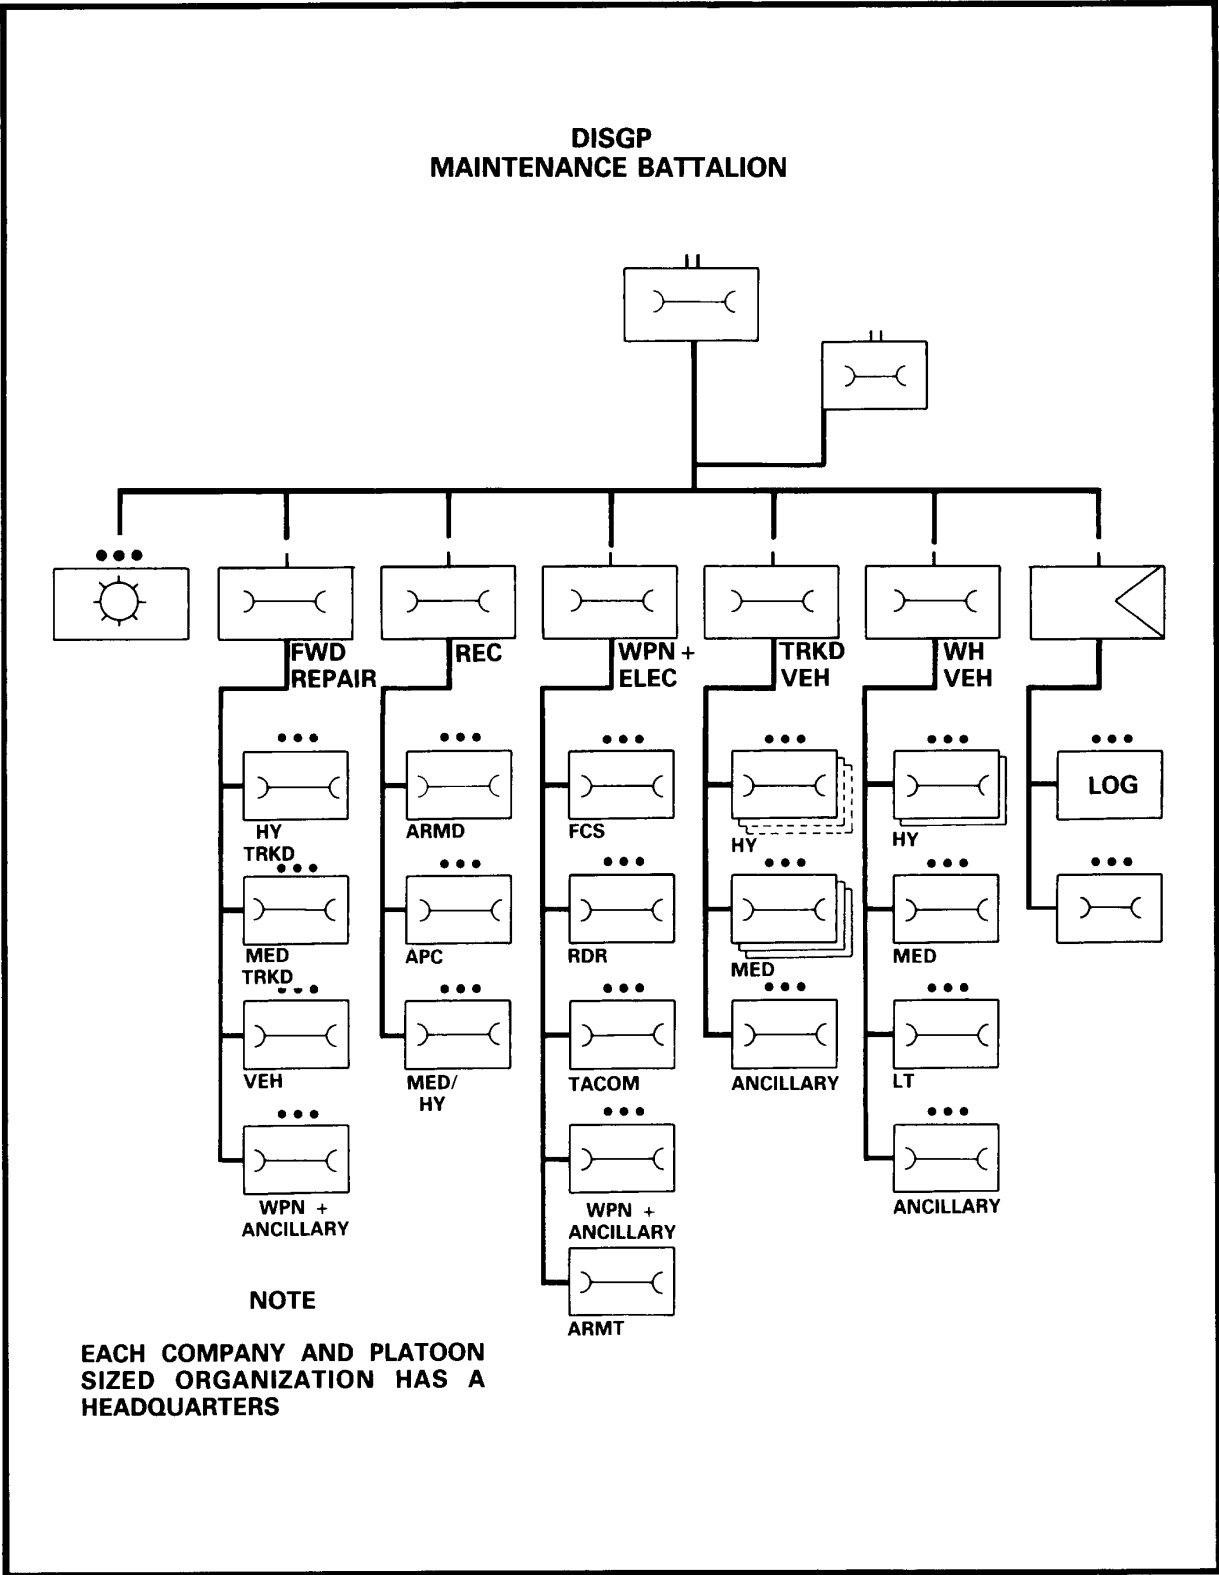 DISGP
MAINTENANCE BATTALION
FWD
REPAIR
REC
WPN +
ELEC
TRKD
VEH
WH
VEH
HY
TRKD
MED
TRKD
VEH
WPN +
ANCILLARY
ARMD
APC
MED/
HY
FCS
RDR
TACOM
WPN +
ANCILLARY
ARMT
HY
MED
ANCILLARY
HY
MED
LT
ANCILLARY
LOG
NOTE
EACH COMPANY AND PLATOON
SIZED ORGANIZATION HAS A
HEADQUARTERS